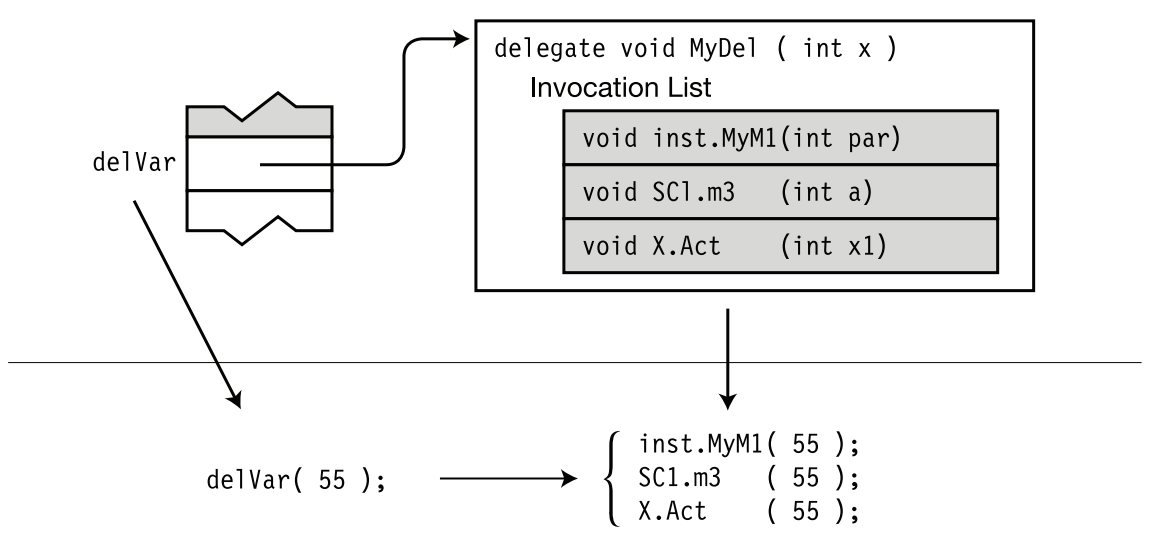 delegate void MyDel ( int x )
Invocation List
void inst.MyM1(int par)
void SCl.m3 (int a)
void X.Act (int x1)
delVar
delVar( 55 );
inst.MyM1( 55 );
SCl.m3 ( 55 );
X.Act ( 55 );